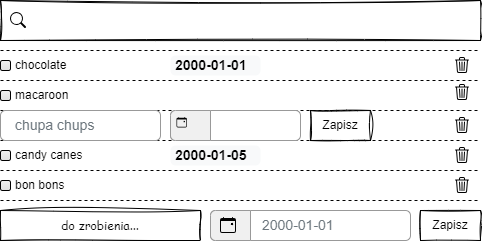 chocolate 2000-01-01
macaroon
chupa chups Zapisz
candy canes 2000-01-05
bon bons
do zrobienia... 2000-01-01 Zapisz